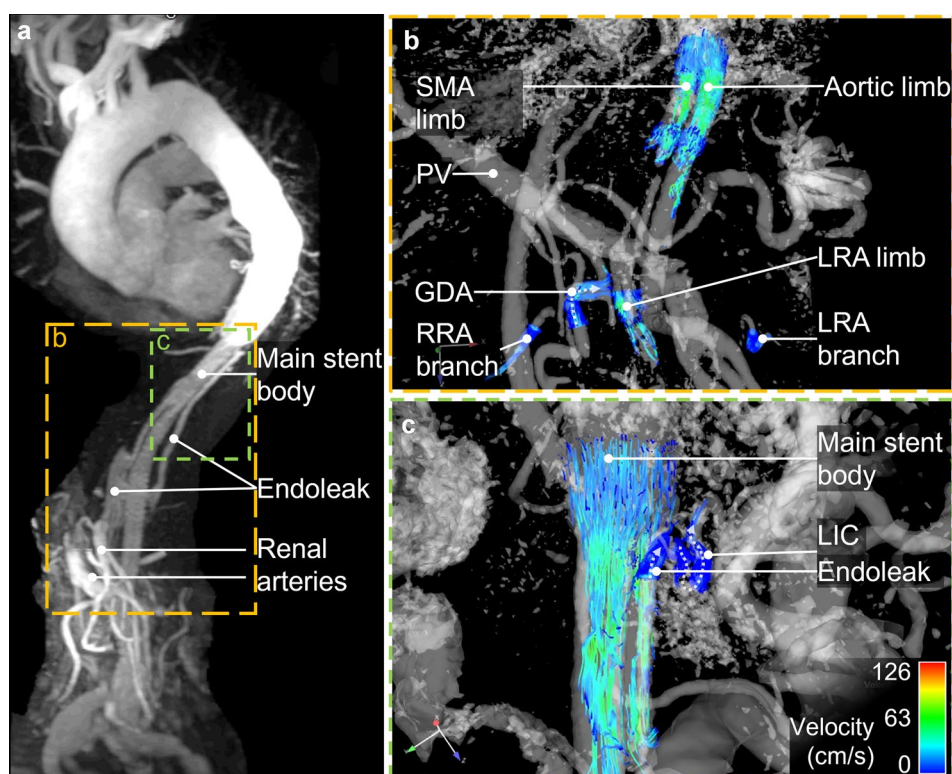 a
b
c
Main stent
body
Endoleak
Renal
arteries
b
SMA
limb
Aortic limb
PV
LRA limb
GDA
RRA
branch
LRA
branch
c
Main stent
body
LIC
Endoleak
126
63
0
Velocity
(cm/s)